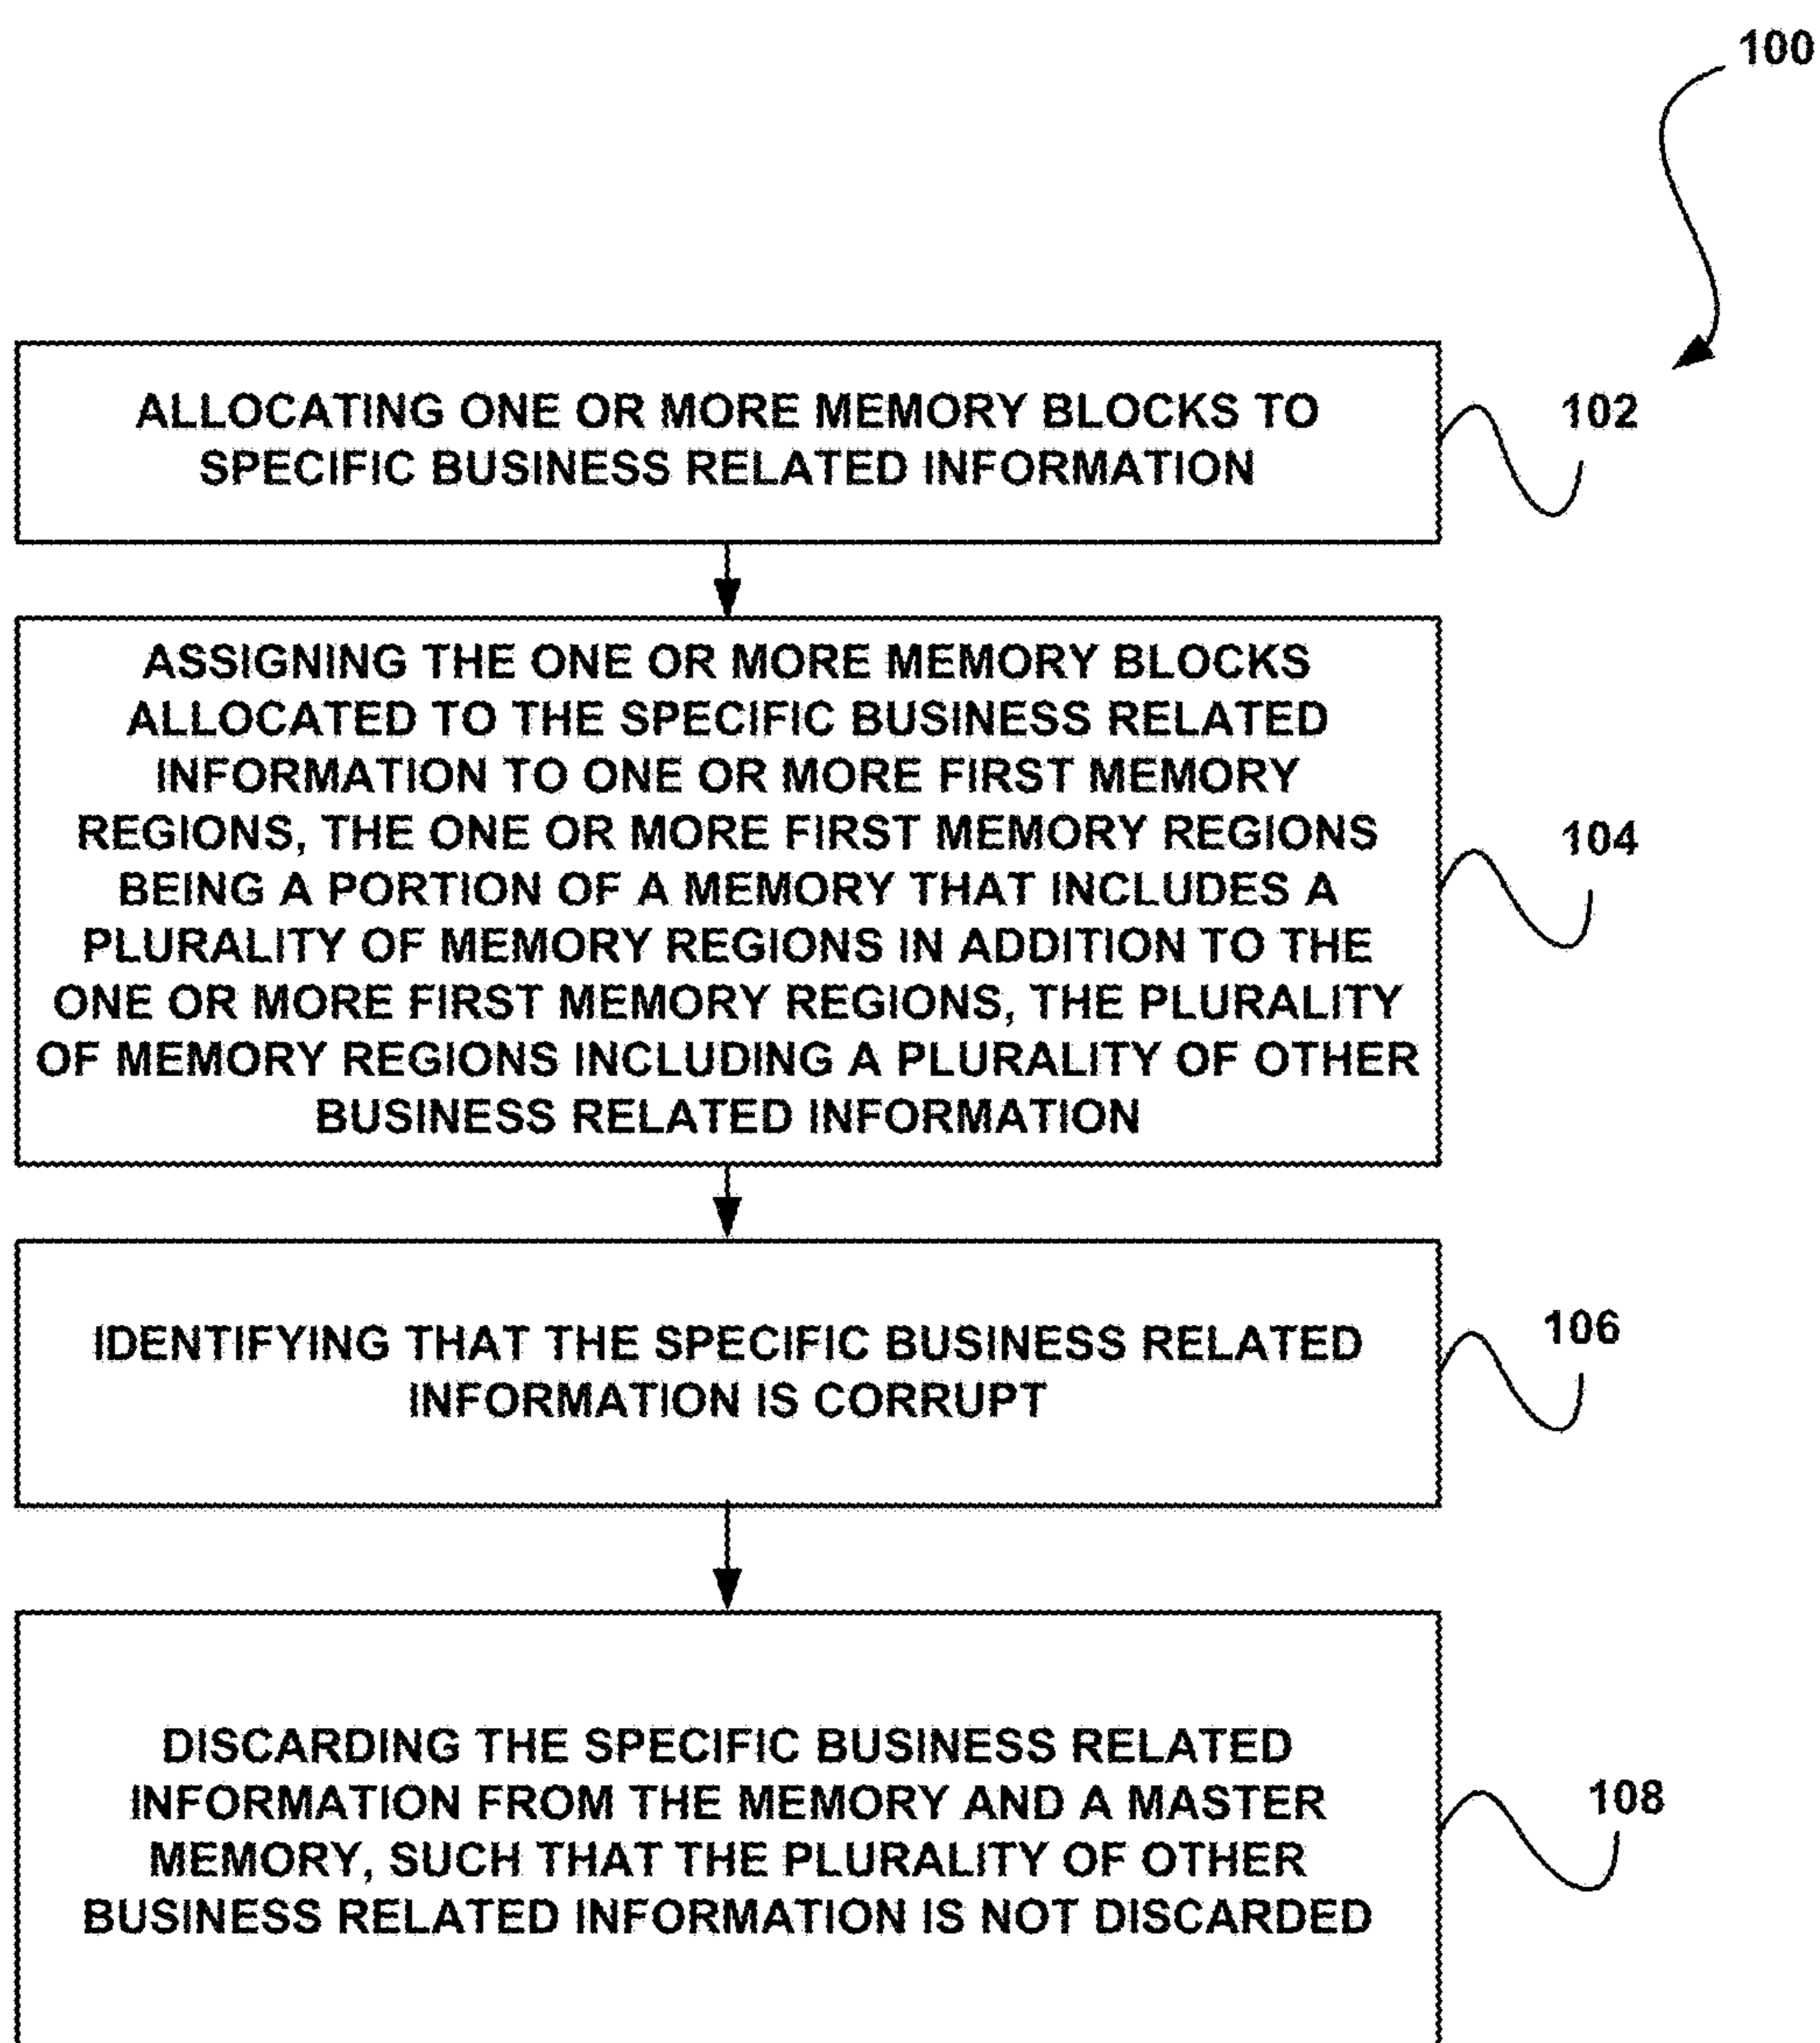 100
ALLOCATING ONE OR MORE MEMORY BLOCKS TO
SPECIFIC BUSINESS RELATED INFORMATION
102
ASSIGNING THE ONE OR MORE MEMORY BLOCKS
ALLOCATED TO THE SPECIFIC BUSINESS RELATED
INFORMATION TO ONE OR MORE FIRST MEMORY
REGIONS, THE ONE OR MORE FIRST MEMORY REGIONS
BEING A PORTION OF A MEMORY THAT INCLUDES A
PLURALITY OF MEMORY REGIONS IN ADDITION TO THE
ONE OR MORE FIRST MEMORY REGIONS, THE PLURALITY
OF MEMORY REGIONS INCLUDING A PLURALITY OF OTHER
BUSINESS RELATED INFORMATION
104
IDENTIFYING THAT THE SPECIFIC BUSINESS RELATED
INFORMATION IS CORRUPT
106
DISCARDING THE SPECIFIC BUSINESS RELATED
INFORMATION FROM THE MEMORY AND A MASTER
MEMORY, SUCH THAT THE PLURALITY OF OTHER
BUSINESS RELATED INFORMATION IS NOT DISCARDED
108